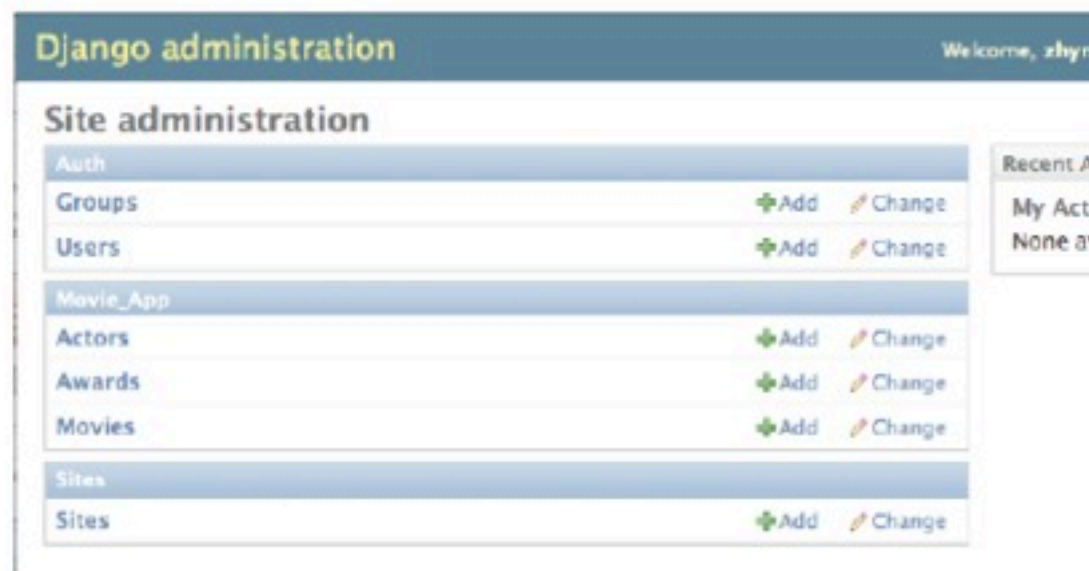 Django administration
Welcome,
Site administration
Auth
Groups Add Change
Users Add Change
Movie_App
Actors Add Change
Awards Add Change
Movies Add Change
Sites
Sites Add Change
Recent
My
None